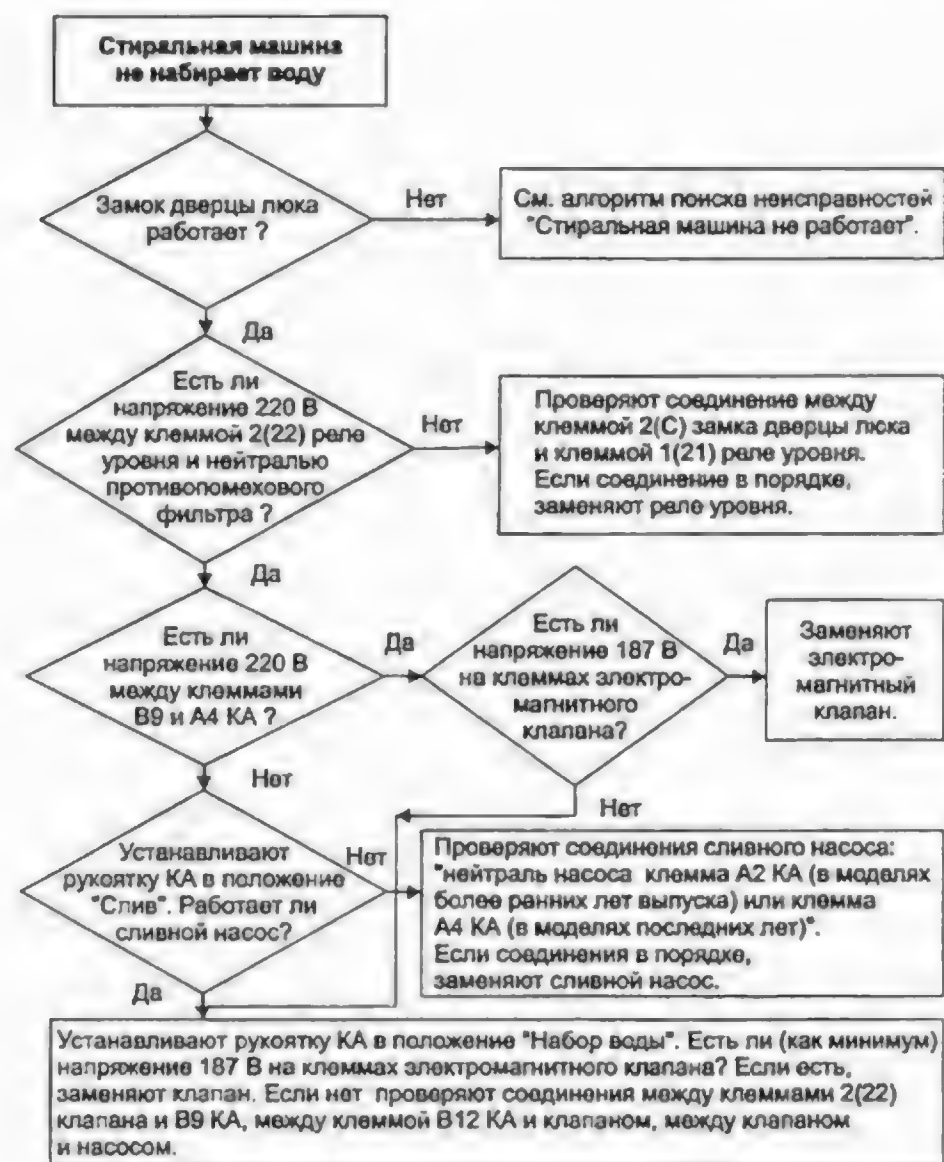 Стиральная машина
не набирает воду
Замок дверцы люка
работает ?
Нет
См. алгоритм поиска неисправностей
"Стиральная машина не работает".
Да
Есть ли
напряжение 220 В
между клеммой 2(22) реле
уровня и нейтралью
противопомехового
фильтра ?
Нет
Проверяют соединение между
клеммой 2(С) замка дверцы люка
и клеммой 1(21) реле уровня.
Если соединение в порядке,
заменяют реле уровня.
Да
Есть ли
напряжение 220 В
между клеммами
В9 и А4 КА ?
Да
Есть ли
напряжение 187 В
на клеммах электро-
магнитного
клапана?
Да
Заменяют
электро-
магнитный
клапан.
Нет
Нет
Устанавливают
рукоятку КА в положение
"Слив". Работает ли
сливной насос?
Нет
Проверяют соединения сливного насоса:
"нейтраль насоса клемма А2 КА (в моделях
более ранних лет выпуска) или клемма
А4 КА (в моделях последних лет)".
Если соединения в порядке,
заменяют сливной насос.
Да
Устанавливают рукоятку КА в положение "Набор воды". Есть ли (как минимум)
напряжение 187 В на клеммах электромагнитного клапана? Если есть,
заменяют клапан. Если нет проверяют соединения между клеммами 2(22)
клапана и В9 КА, между клеммой В12 КА и клапаном, между клапаном
и насосом.